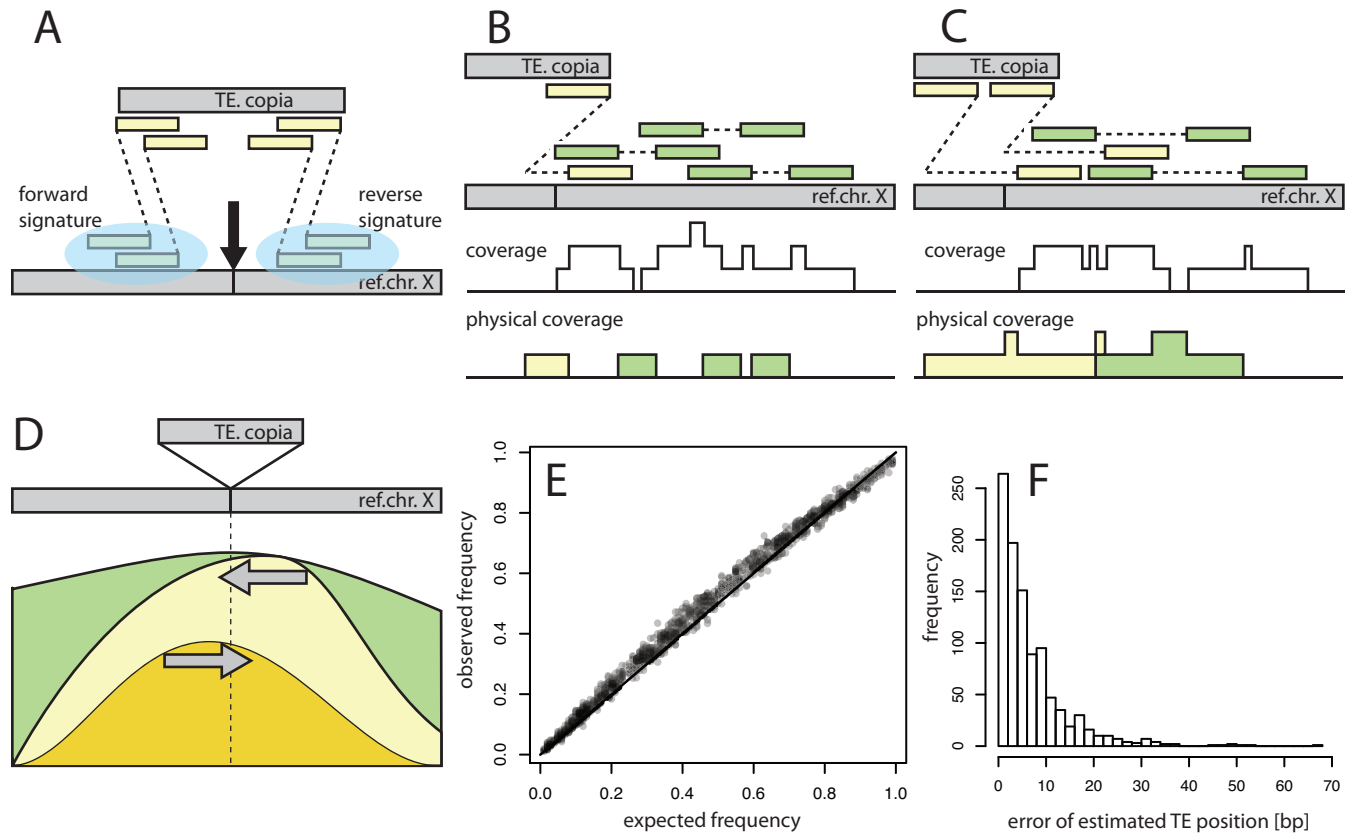 A
TE. copia
forward
signature
reverse
signature
ref.chr. X
B
TE. copia
ref.chr. X
coverage
physical coverage
C
TE. copia
ref.chr. X
coverage
physical coverage
D
TE. copia
ref.chr. X
E
observed frequency
0.0
0.2
0.4
0.6
0.8
1.0
0.0
0.2
0.4
0.6
0.8
1.0
expected frequency
F
frequency
0
50
100
150
200
250
0
10
20
30
40
50
60
70
error of estimated TE position [bp]